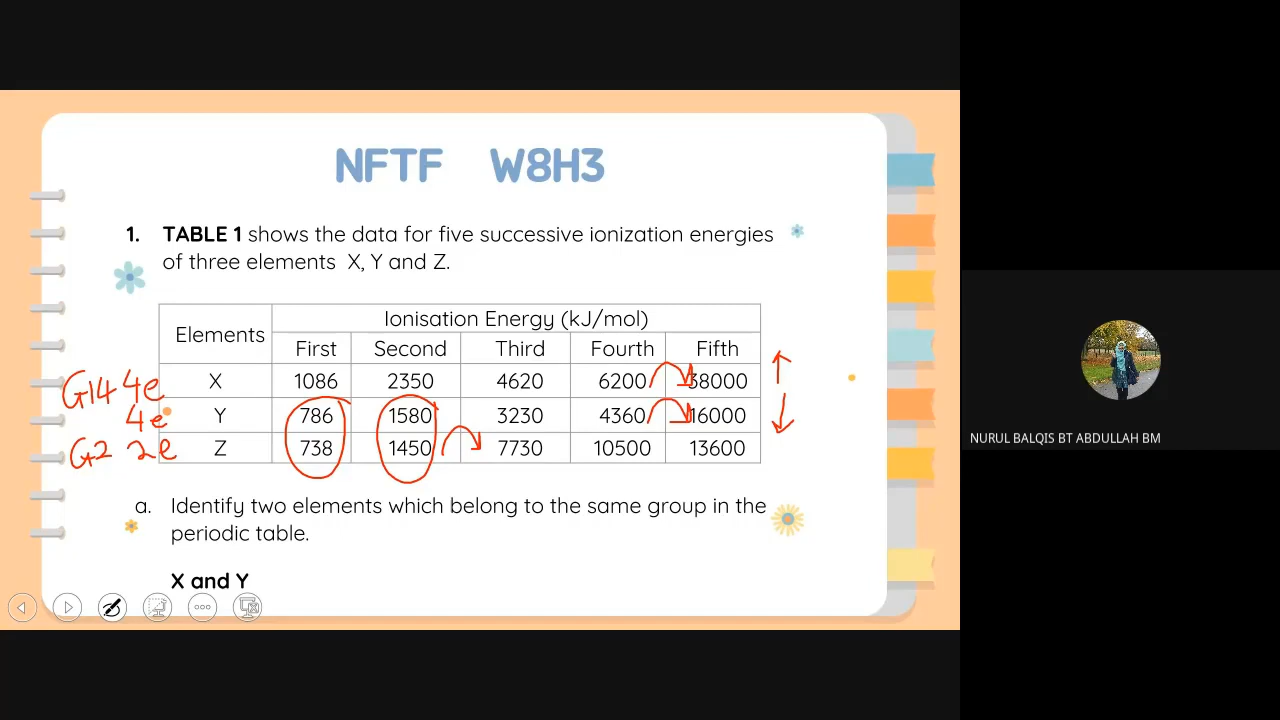 NFTF W8H3
1. TABLE 1 shows the data for five successive ionization energies
of three elements X, Y and Z.
Elements Ionisation Energy (kJ/mol)
First Second Third Fourth Fifth
G14 4e X 1086 2350 4620 6200 38000
4e Y 786 1580 3230 4360 16000
G2 2e Z 738 1450 7730 10500 13600
NURUL BALQIS BT ABDULLAH BM
a. Identify two elements which belong to the same group in the
periodic table.
X and Y